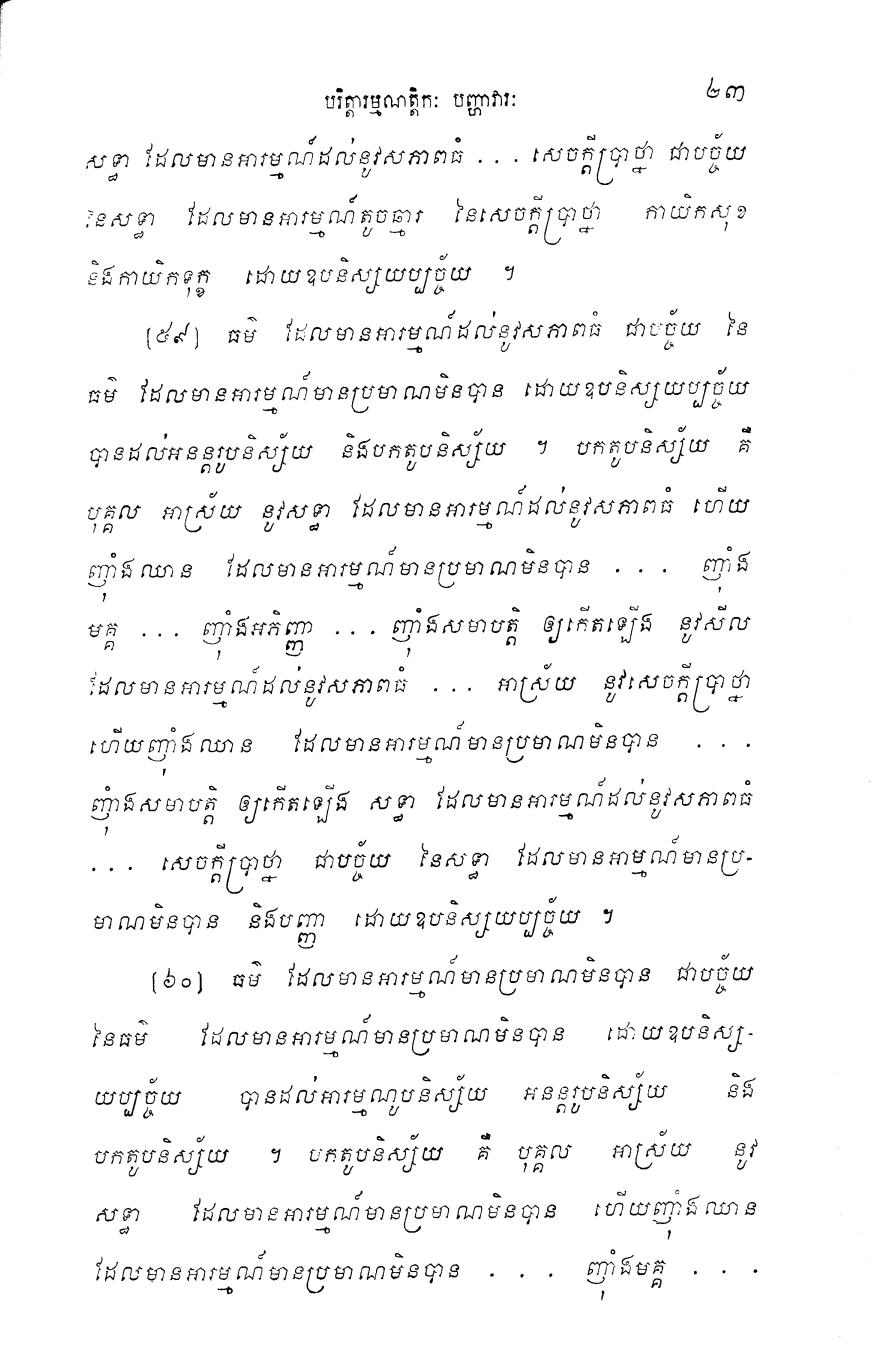 បរិត្តារម្មណត្តិកៈ បញ្ហាវារៈ ២៣
សទ្ធា ដែលមានអារម្មណ៍ដល់នូវសភាពធំ . . . សេចក្តីប្រាថ្នា ជាបច្ច័យ
នៃសទ្ធា ដែលមានអារម្មណ៍តូចឆ្មារ នៃសេចក្តីប្រាថ្នា កាយិកសុខ
និងកាយិកទុក្ខ ដោយឧបនិស្សយប្បច្ច័យ ។
[៥៩] ធម៌ ដែលមានអារម្មណ៍ដល់នូវសភាពធំ ជាបច្ច័យ នៃ
ធម៌ ដែលមានអារម្មណ៍មានប្រមាណមិនបាន ដោយឧបនិស្សយប្បច្ច័យ
បានដល់អនន្តរូបនិស្ស័យ និងបកតូបនិស្ស័យ ។ បកតូបនិស្ស័យ គឺ
បុគ្គល អាស្រ័យ នូវសទ្ធា ដែលមានអារម្មណ៍ដល់នូវសភាពធំ ហើយ
ញុំាងឈាន ដែលមានអារម្មណ៍មានប្រមាណមិនបាន . . . ញុំាង
មគ្គ . . . ញុំាងអភិញ្ញា . . . ញុំាងសមាបត្តិ ឲ្យកើតឡើង នូវសីល
ដែលមានអារម្មណ៍ដល់នូវសភាពធំ . . . អាស្រ័យ នូវសេចក្តីប្រាថ្នា
ហើយញុំាងឈាន ដែលមានអារម្មណ៍មានប្រមាណមិនបាន . . .
ញុំាងសមាបត្តិ ឲ្យកើតឡើង សទ្ធា ដែលមានអារម្មណ៍ដល់នូវសភាពធំ
. . . សេចក្តីប្រាថ្នា ជាបច្ច័យ នៃសទ្ធា ដែលមានអាម្មណ៍មានប្រ-
មាណមិនបាន និងបញ្ញា ដោយឧបនិស្សយប្បច្ច័យ ។
[៦០] ធម៌ ដែលមានអារម្មណ៍មានប្រមាណមិនបាន ជាបច្ច័យ
នៃធម៌ ដែលមានអារម្មណ៍មានប្រមាណមិនបាន ដោយឧបនិស្ស-
យប្បច្ច័យ បានដល់អារម្មណូបនិស្ស័យ អនន្តរូបនិស្ស័យ និង
បកតូបនិស្ស័យ ។ បកតូបនិស្ស័យ គឺ បុគ្គល អាស្រ័យ នូវ
សទ្ធា ដែលមានអារម្មណ៍មានប្រមាណមិនបាន ហើយញុំាងឈាន
ដែលមានអារម្មណ៍មានប្រមាណមិនបាន . . . ញុំាងមគ្គ . . .